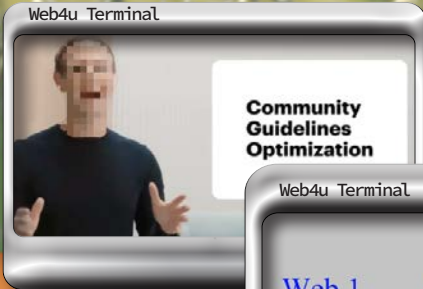 Web4u Terminal
Community
Guidelines
Optimization
Web4u Terminal
Web 1